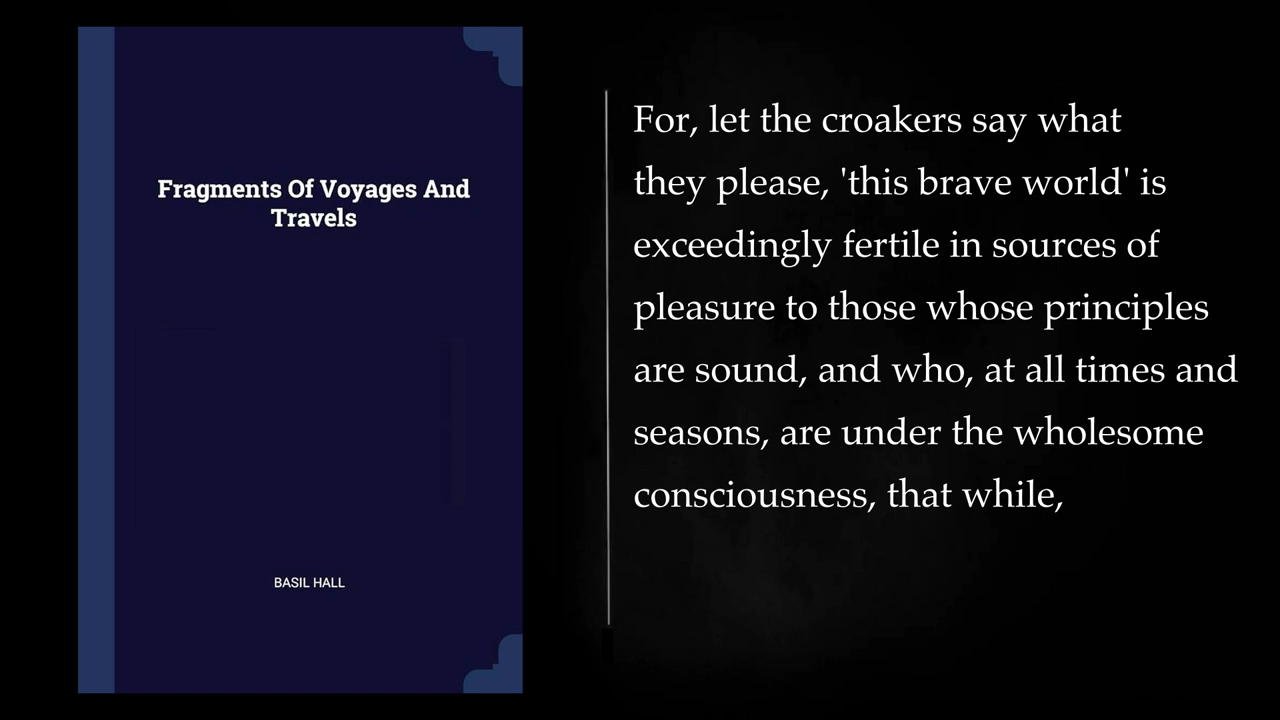 Fragments Of Voyages And
Travels
BASIL HALL
For, let the croakers say what
they please, 'this brave world' is
exceedingly fertile in sources of
pleasure to those whose principles
are sound, and who, at all times and
seasons, are under the wholesome
consciousness, that while,